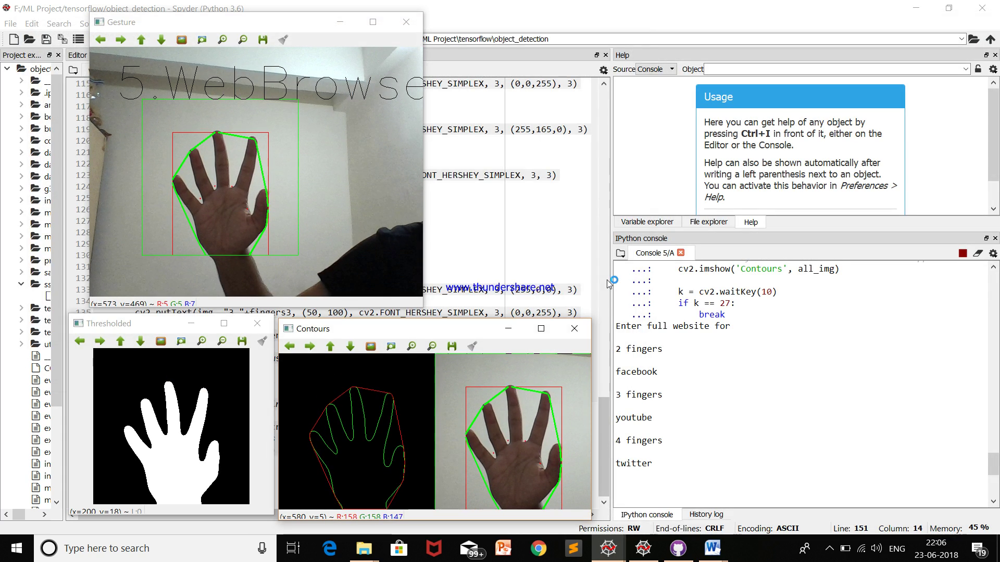 F:/ML Project/tensorflow/object_detection - Spyder (Python 3.6)
File Edit Search
Gesture
ML Project\tensorflow\object_detection
Project ex...
Editor
Help
Source Console Object
object
5.WebBrowse
115
116
117
118
119
120
121
122
123
124
125
126
127
128
129
130
133
134
135
RSHEY_SIMPLEX, 3, (0,0,255), 3)
RSHEY_SIMPLEX, 3, (255,165,0), 3)
ONT_HERSHEY_SIMPLEX, 3, 3)
RSHEY_SIMPLEX, 3, (255,0,0), 3)
www.thundershare.net
cv2.putText(img, "3."+fingers3, (50, 100), cv2.FONT_HERSHEY_SIMPLEX, 3, (0,0,255), 3)
(x=573, y=469) ~ R:5 G:5 B:7
Thresholded
(x=200, y=18) ~ L:0
Contours
(x=580, y=5) ~ R:158 G:158 B:147
Usage
Here you can get help of any object by
pressing Ctrl+I in front of it, either on the
Editor or the Console.
Help can also be shown automatically after
writing a left parenthesis next to an object.
You can activate this behavior in Preferences >
Help.
Variable explorer File explorer Help
IPython console
Console 5/A
...: cv2.imshow('Contours', all_img)
...:
...: k = cv2.waitKey(10)
...: if k == 27:
...: break
Enter full website for
2 fingers
facebook
3 fingers
youtube
4 fingers
twitter
IPython console History log
Permissions: RW End-of-lines: CRLF Encoding: ASCII Line: 151 Column: 14 Memory: 45 %
Type here to search
99+
ENG
22:06
23-06-2018
19